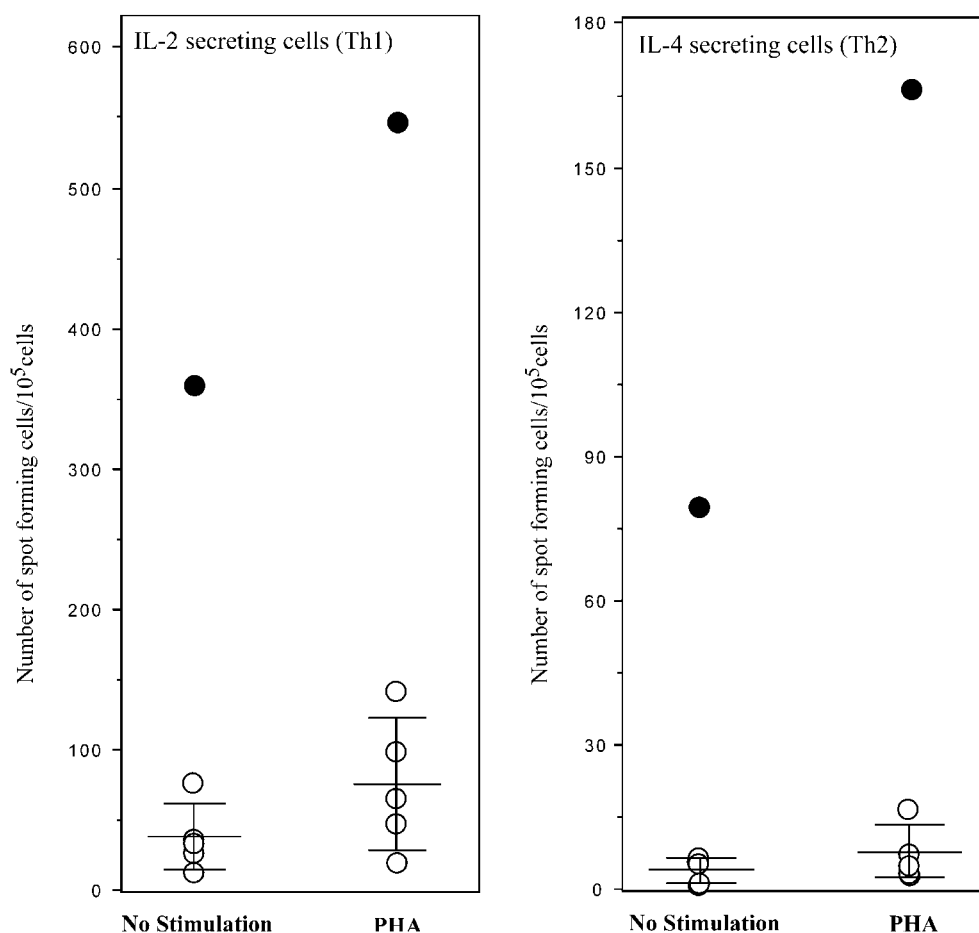 IL-2 secreting cells (Th1)
600
500
400
300
200
100
0
Number of spot forming cells/10⁵cells
No Stimulation
PHA
IL-4 secreting cells (Th2)
180
150
120
90
60
30
0
Number of spot forming cells/10⁵cells
No Stimulation
PHA